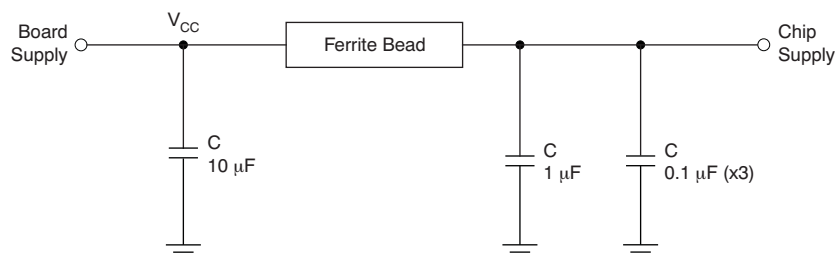 Board
Supply
V_CC
Ferrite Bead
Chip
Supply
C
10 μF
C
1 μF
C
0.1 μF (x3)